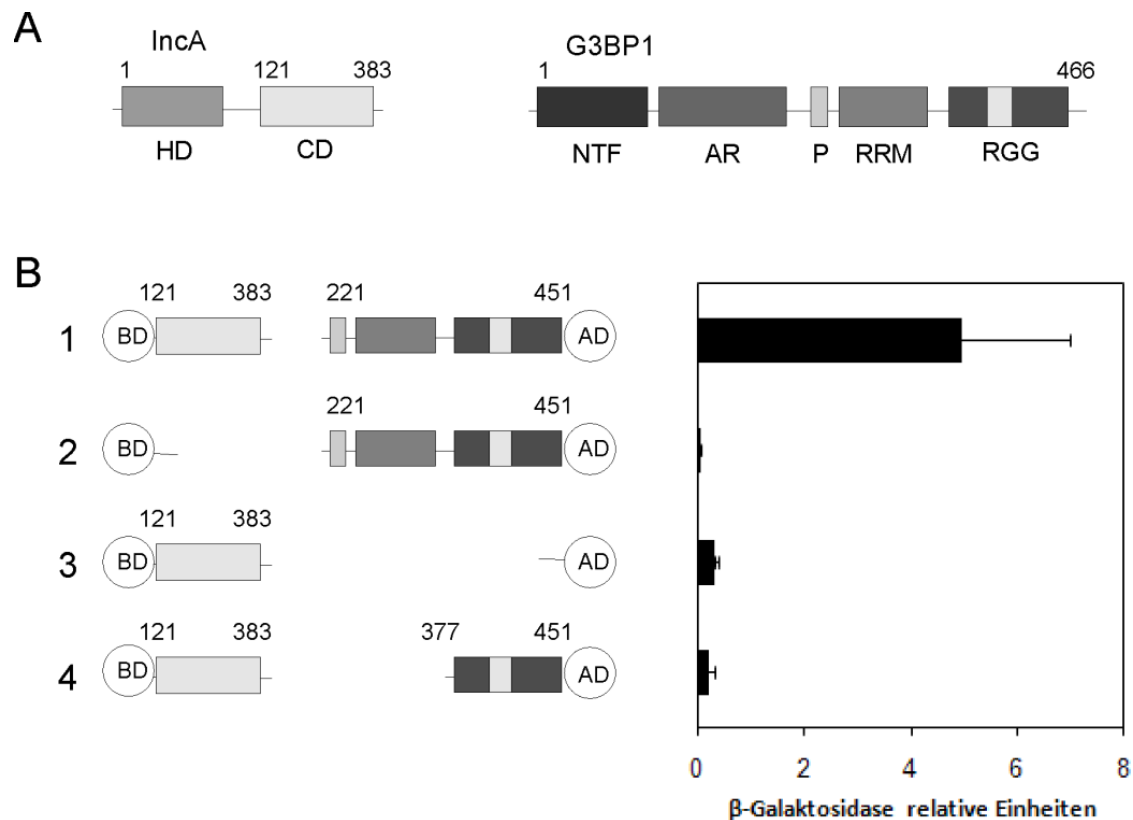 A
IncA
1 121 383
HD CD
G3BP1
1 466
NTF AR P RRM RGG
B
121 383 221 451
1 BD AD
221 451
2 BD AD
121 383
3 BD AD
121 383 377 451
4 BD AD
0 2 4 6 8
β-Galaktosidase relative Einheiten